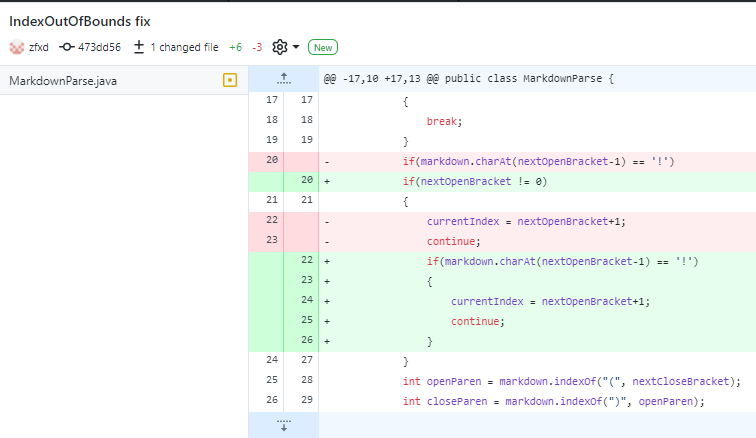 IndexOutOfBounds fix
zfxd 473dd56 1 changed file +6 -3 New
MarkdownParse.java
@@ -17,10 +17,13 @@ public class MarkdownParse {
17 17 {
18 18 break;
19 19 }
20 - if(markdown.charAt(nextOpenBracket-1) == '!')
20 + if(nextOpenBracket != 0)
21 21 {
22 - currentIndex = nextOpenBracket+1;
23 - continue;
22 + if(markdown.charAt(nextOpenBracket-1) == '!')
23 + {
24 + currentIndex = nextOpenBracket+1;
25 + continue;
26 + }
24 27 }
25 28 int openParen = markdown.indexOf("(", nextCloseBracket);
26 29 int closeParen = markdown.indexOf(")", openParen);